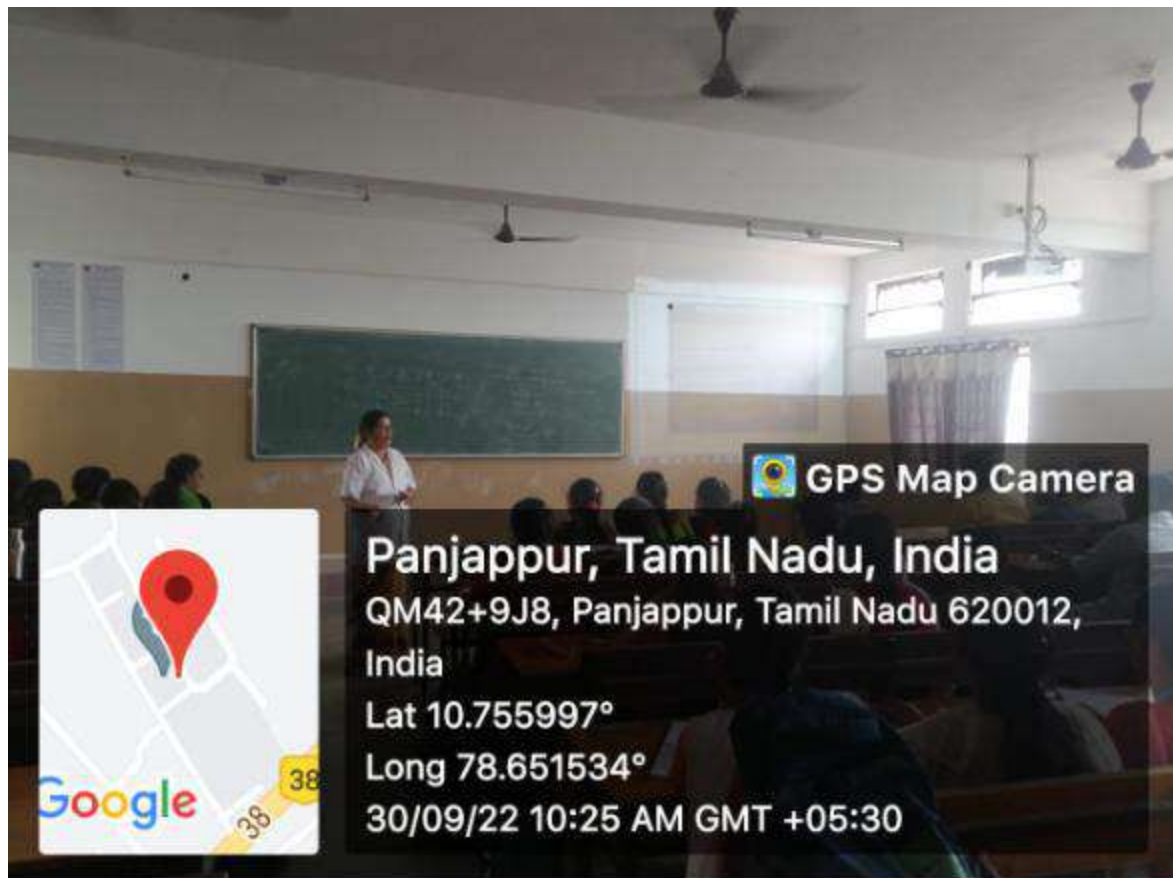 GPS Map Camera
Panjappur, Tamil Nadu, India
QM42+9J8, Panjappur, Tamil Nadu 620012,
India
Lat 10.755997°
Long 78.651534°
30/09/22 10:25 AM GMT +05:30
Google
38
38